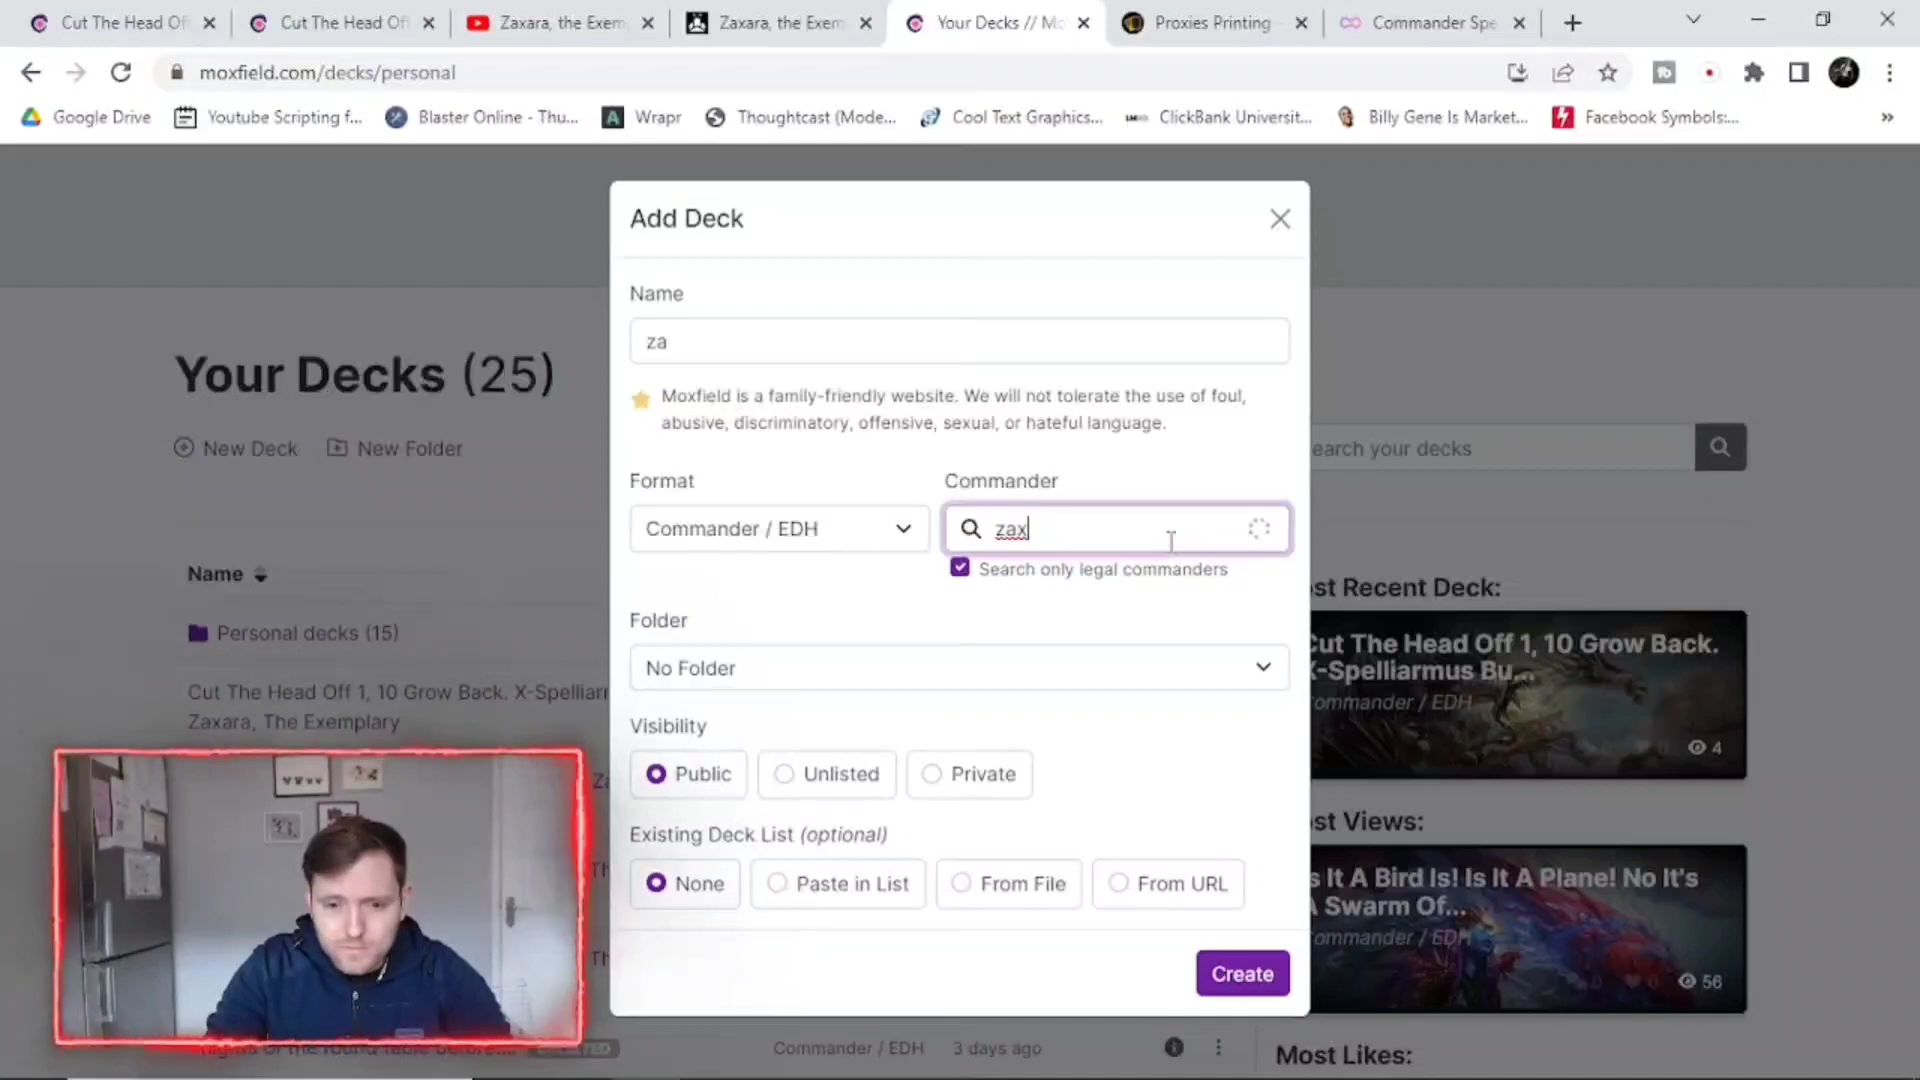 Cut The Head Of
Cut The Head Of
Zaxara, the Exem
Zaxara, the Exem
Your Decks // Mo
Proxies Printing
Commander Spe
moxfield.com/decks/personal
Google Drive
Youtube Scripting f...
Blaster Online - Thu...
Wrapr
Thoughtcast (Mode...
Cool Text Graphics...
ClickBank Universit...
Billy Gene Is Market...
Facebook Symbols:...
Add Deck
Name
za
Moxfield is a family-friendly website. We will not tolerate the use of foul,
abusive, discriminatory, offensive, sexual, or hateful language.
Your Decks (25)
New Deck
New Folder
earch your decks
Format
Commander
Commander / EDH
zax
Search only legal commanders
Name
Personal decks (15)
Cut The Head Off 1, 10 Grow Back. X-Spelliarm
Zaxara, The Exemplary
Folder
No Folder
Visibility
Public
Unlisted
Private
Existing Deck List (optional)
None
Paste in List
From File
From URL
Create
st Recent Deck:
Cut The Head Off 1, 10 Grow Back.
X-Spelliarmus Bu...
ommander / EDH
4
st Views:
s It A Bird Is! Is It A Plane! No It's
A Swarm Of...
ommander / EDH
56
Commander / EDH
3 days ago
Most Likes: